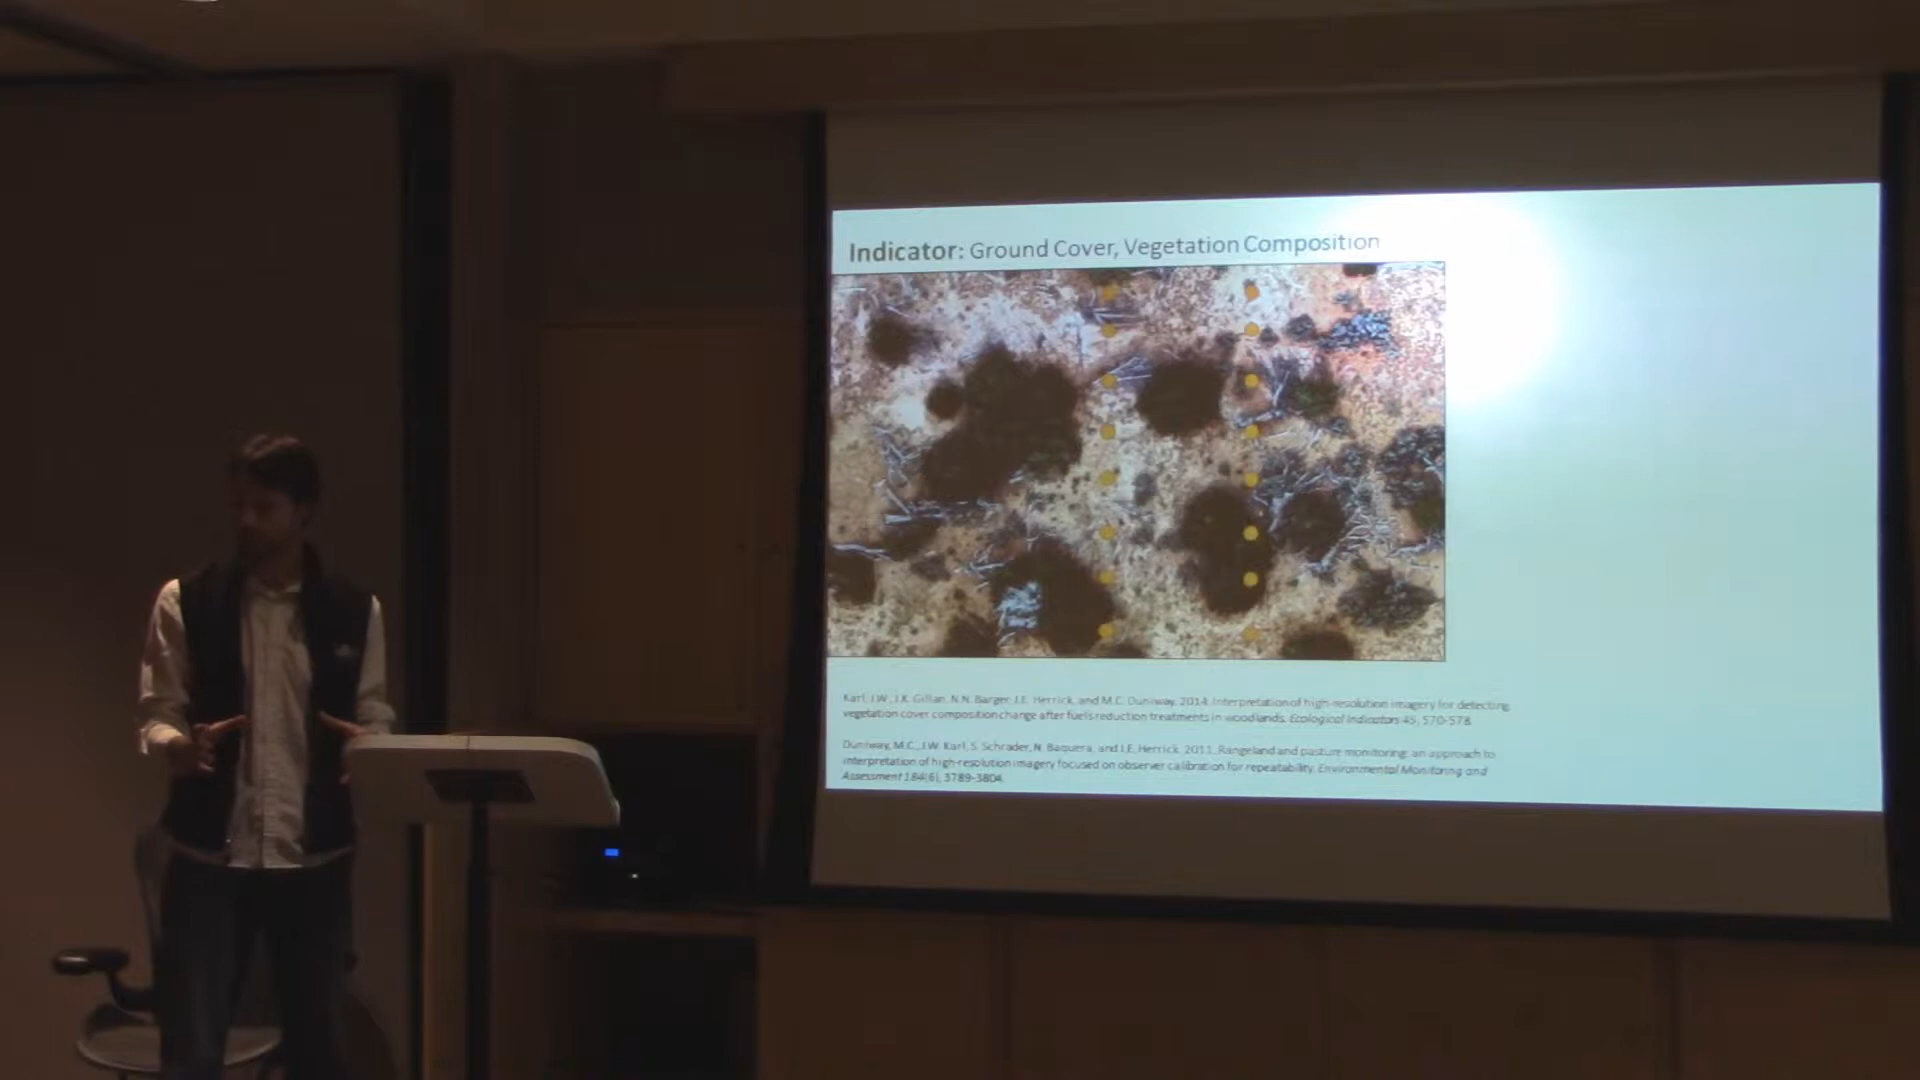 Indicator: Ground Cover, Vegetation Composition
Karl, J.W., J.K. Gillan, N.N. Barger, J.E. Herrick, and M.C. Duniway. 2014. Interpretation of high-resolution imagery for detecting
vegetation cover composition change after fuels reduction treatments in woodlands. Ecological Indicators 45, 570-578.
Duniway, M.C., J.W. Karl, S. Schrader, N. Baquera, and J.E. Herrick. 2011. Rangeland and pasture monitoring: an approach to
interpretation of high-resolution imagery focused on observer calibration for repeatability. Environmental Monitoring and
Assessment 184(6), 3789-3804.